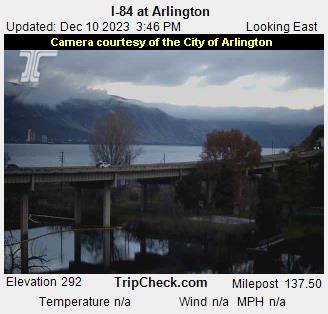 I-84 at Arlington
Updated: Dec 10 2023 3:46 PM Looking East
Camera courtesy of the City of Arlington
Elevation 292 TripCheck.com Milepost 137.50
Temperature n/a Wind n/a MPH n/a